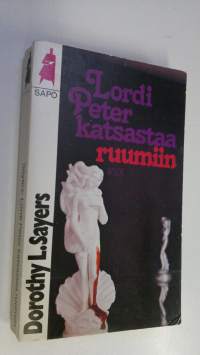 SAPO
Lordi
Peter
katsastaa
ruumiin
Dorothy L. Sayers